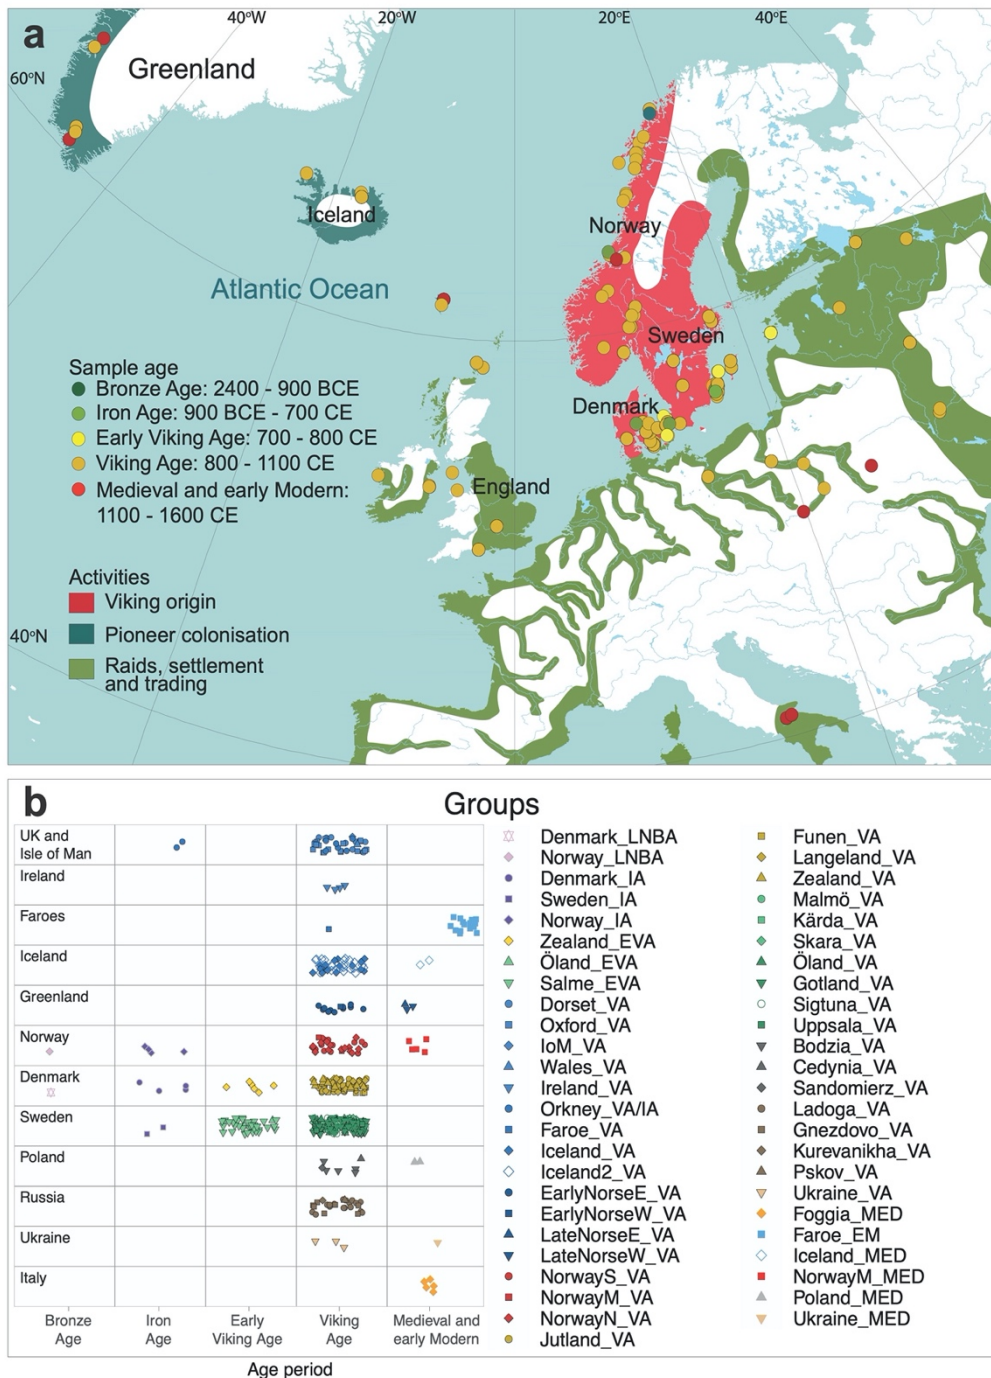 a
40°W
20°W
20°E
40°E
60°N
Greenland
Iceland
Norway
Atlantic Ocean
Sweden
Denmark
England
40°N
Sample age
Bronze Age: 2400 - 900 BCE
Iron Age: 900 BCE - 700 CE
Early Viking Age: 700 - 800 CE
Viking Age: 800 - 1100 CE
Medieval and early Modern:
1100 - 1600 CE
Activities
Viking origin
Pioneer colonisation
Raids, settlement
and trading
b
Groups
UK and
Isle of Man
Ireland
Faroes
Iceland
Greenland
Norway
Denmark
Sweden
Poland
Russia
Ukraine
Italy
Bronze
Age
Iron
Age
Early
Viking Age
Viking
Age
Medieval and
early Modern
Age period
Denmark_LNBA
Norway_LNBA
Denmark_IA
Sweden_IA
Norway_IA
Zealand_EVA
Öland_EVA
Salme_EVA
Dorset_VA
Oxford_VA
IoM_VA
Wales_VA
Ireland_VA
Orkney_VA/IA
Faroe_VA
Iceland_VA
Iceland2_VA
EarlyNorseE_VA
EarlyNorseW_VA
LateNorseE_VA
LateNorseW_VA
NorwayS_VA
NorwayM_VA
NorwayN_VA
Jutland_VA
Funen_VA
Langeland_VA
Zealand_VA
Malmö_VA
Kärda_VA
Skara_VA
Öland_VA
Gotland_VA
Sigtuna_VA
Uppsala_VA
Bodzia_VA
Cedynia_VA
Sandomierz_VA
Ladoga_VA
Gnezdovo_VA
Kurevanikha_VA
Pskov_VA
Ukraine_VA
Foggia_MED
Faroe_EM
Iceland_MED
NorwayM_MED
Poland_MED
Ukraine_MED